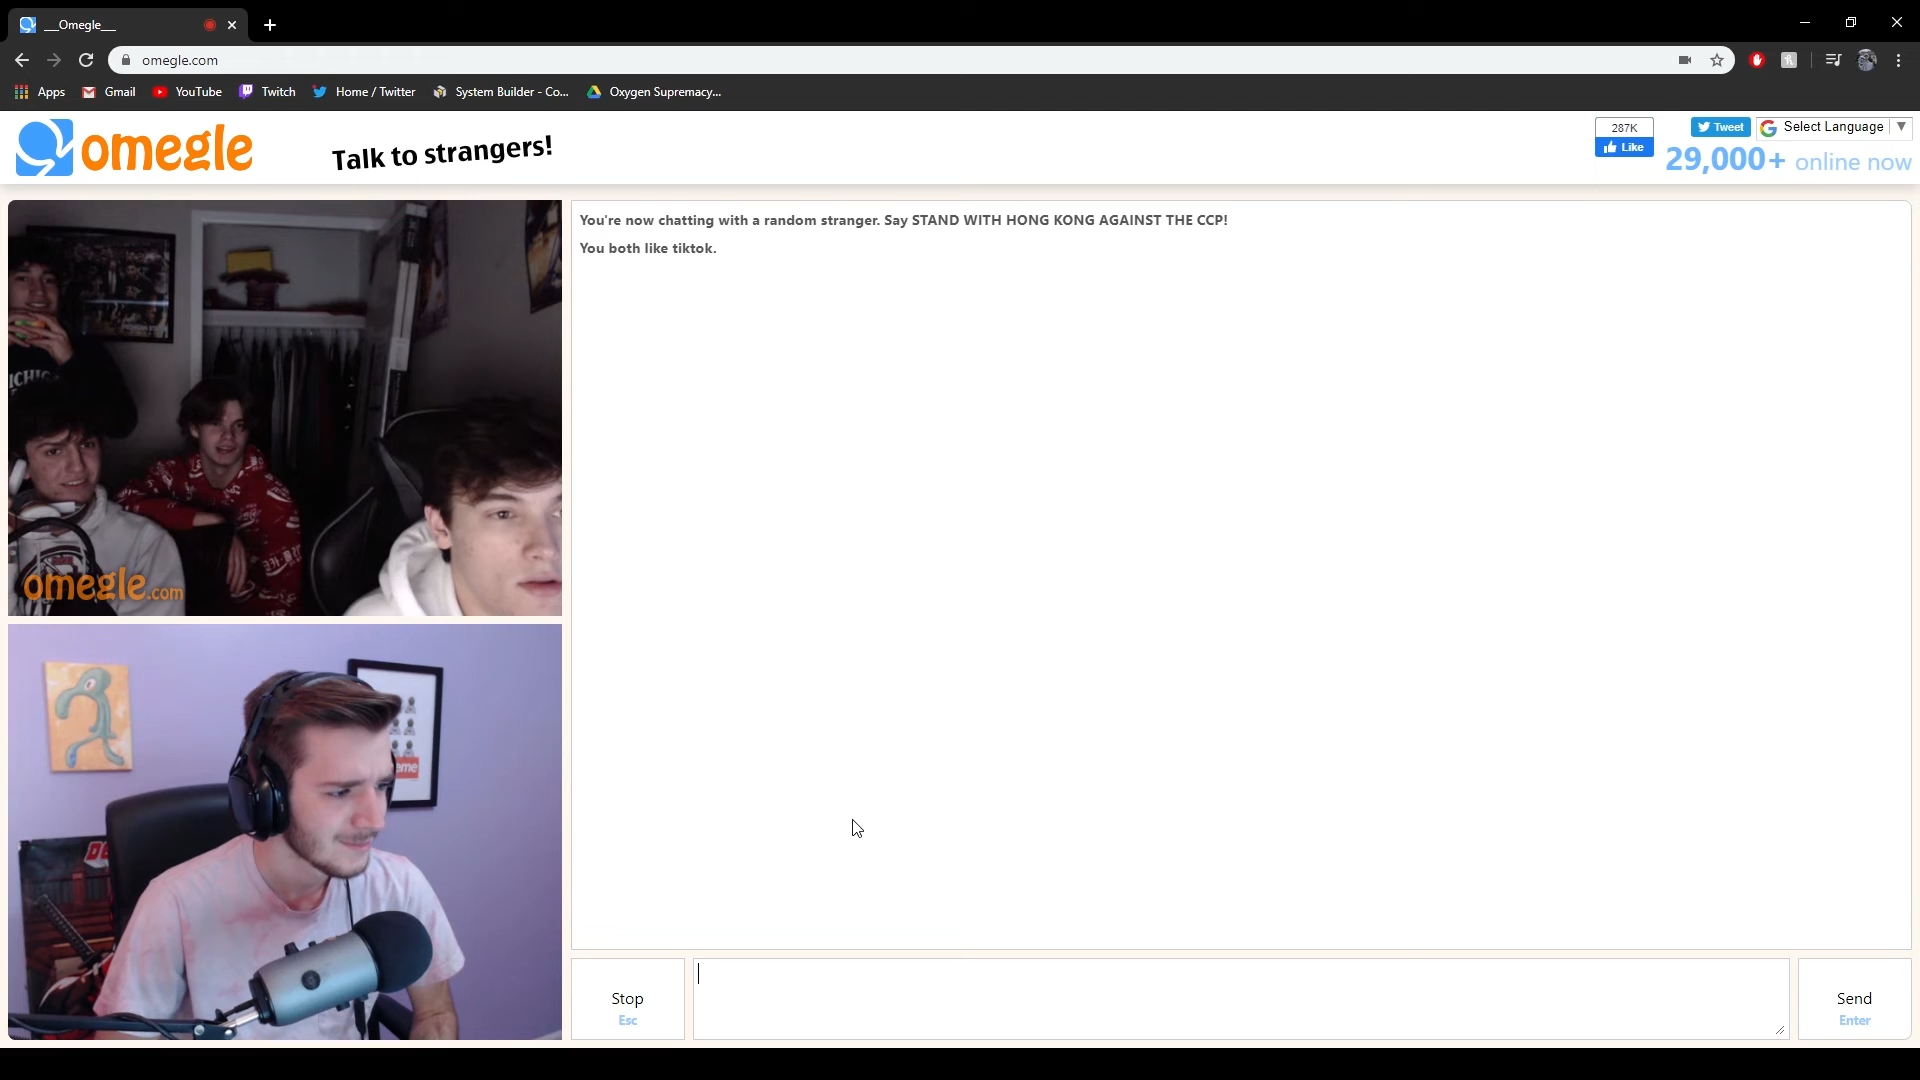 __Omegle__
omegle.com
Apps
Gmail
YouTube
Twitch
Home / Twitter
System Builder - Co...
Oxygen Supremacy...
omegle
Talk to strangers!
287K
Like
Tweet
Select Language
29,000+ online now
You're now chatting with a random stranger. Say STAND WITH HONG KONG AGAINST THE CCP!
You both like tiktok.
ICHIG
omegle.com
eme
Stop
Esc
Send
Enter